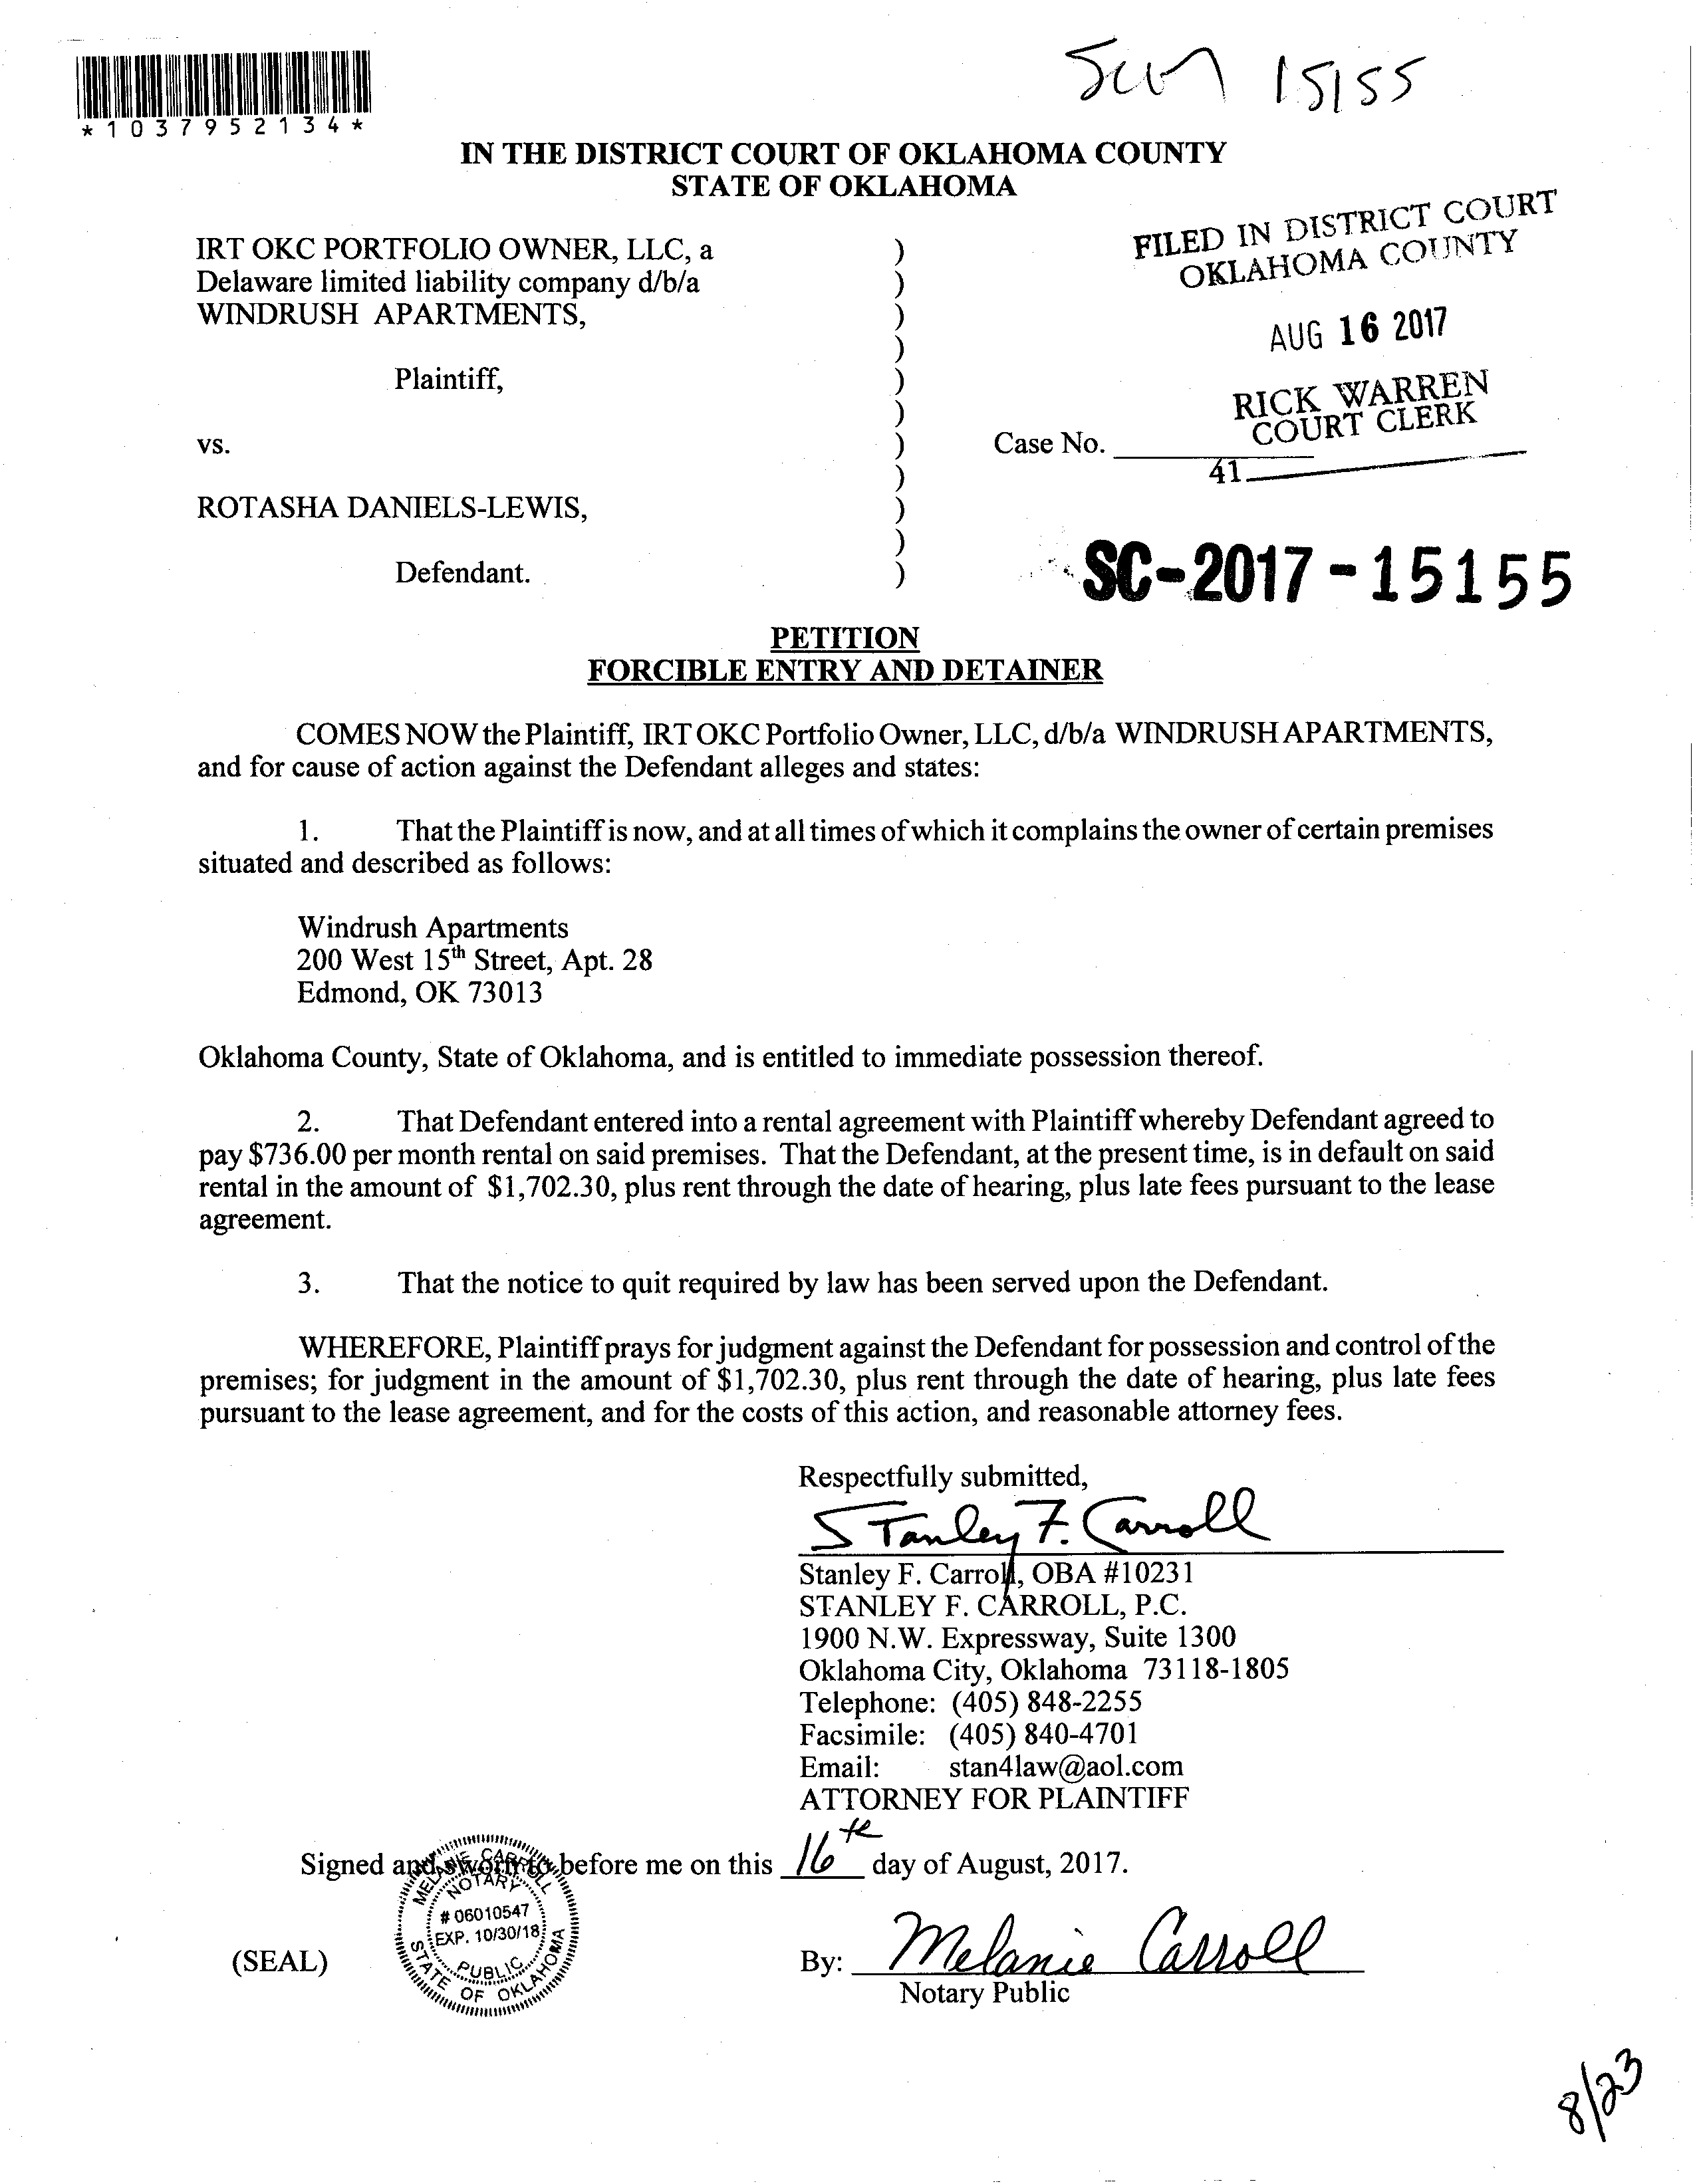 15155
*1037952134*
IN THE DISTRICT COURT OF OKLAHOMA COUNTY
STATE OF OKLAHOMA
FILED IN DISTRICT COURT
OKLAHOMA COUNTY
AUG 16 2017
RICK WARREN
COURT CLERK
41
IRT OKC PORTFOLIO OWNER, LLC, a )
Delaware limited liability company d/b/a )
WINDRUSH APARTMENTS, )
)
Plaintiff, )
)
vs. ) Case No.
)
ROTASHA DANIELS-LEWIS, )
)
Defendant. )
SC-2017-15155
PETITION
FORCIBLE ENTRY AND DETAINER
COMES NOW the Plaintiff, IRT OKC Portfolio Owner, LLC, d/b/a WINDRUSH APARTMENTS,
and for cause of action against the Defendant alleges and states:
1. That the Plaintiff is now, and at all times of which it complains the owner of certain premises
situated and described as follows:
Windrush Apartments
200 West 15th Street, Apt. 28
Edmond, OK 73013
Oklahoma County, State of Oklahoma, and is entitled to immediate possession thereof.
2. That Defendant entered into a rental agreement with Plaintiff whereby Defendant agreed to
pay $736.00 per month rental on said premises. That the Defendant, at the present time, is in default on said
rental in the amount of $1,702.30, plus rent through the date of hearing, plus late fees pursuant to the lease
agreement.
3. That the notice to quit required by law has been served upon the Defendant.
WHEREFORE, Plaintiff prays for judgment against the Defendant for possession and control of the
premises; for judgment in the amount of $1,702.30, plus rent through the date of hearing, plus late fees
pursuant to the lease agreement, and for the costs of this action, and reasonable attorney fees.
Respectfully submitted,
Stanley F. Carroll
Stanley F. Carroll, OBA #10231
STANLEY F. CARROLL, P.C.
1900 N.W. Expressway, Suite 1300
Oklahoma City, Oklahoma 73118-1805
Telephone: (405) 848-2255
Facsimile: (405) 840-4701
Email: stan4law@aol.com
ATTORNEY FOR PLAINTIFF
Signed and sworn to before me on this 16th day of August, 2017.
MELANIE CARROLL
NOTARY
# 06010547
EXP. 10/30/18
PUBLIC
STATE OF OKLAHOMA
(SEAL)
By: Melanie Carroll
Notary Public
8/23